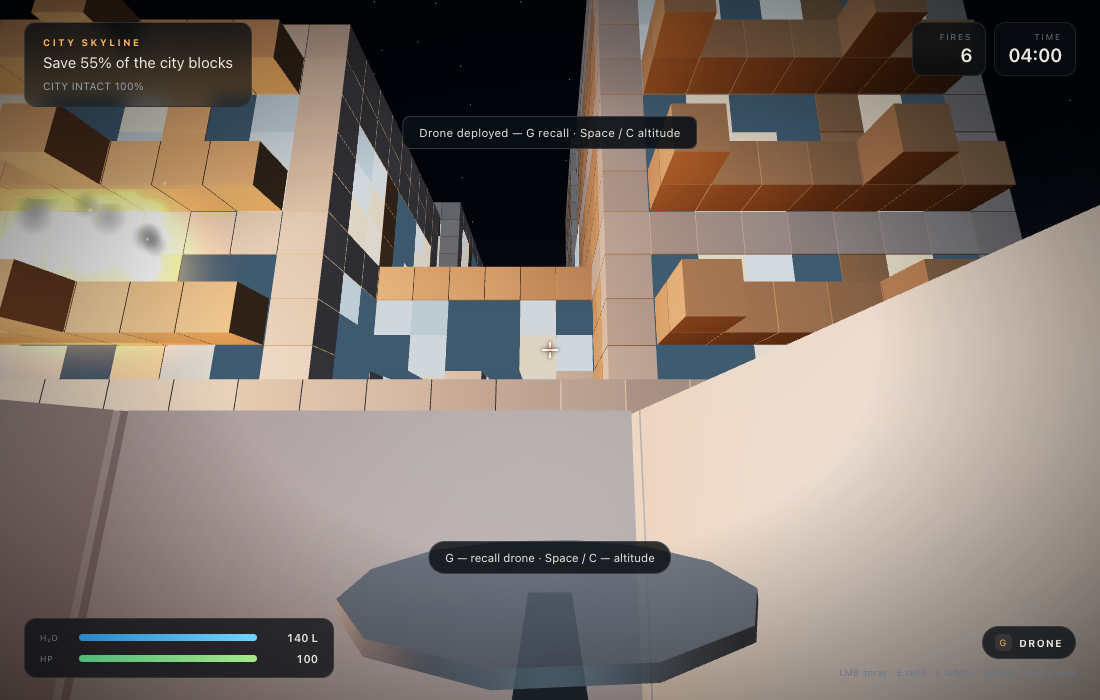 CITY SKYLINE
Save 55% of the city blocks
CITY INTACT 100%
FIRES
6
TIME
04:00
Drone deployed — G recall · Space / C altitude
G — recall drone · Space / C — altitude
H₂O 140 L
HP 100
G DRONE
LMB spray · E refill · F ladder